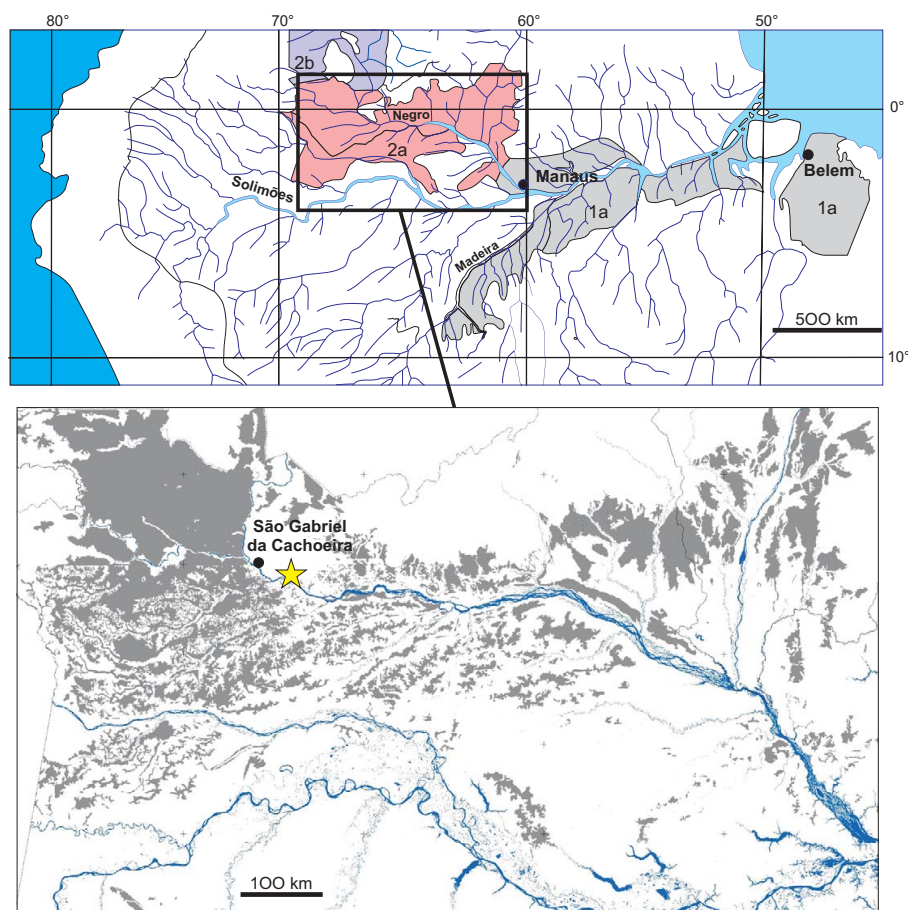 80°
70°
60°
50°
2b
0°
Negro
2a
Manaus
Belem
Solimões
1a
1a
Madeira
500 km
10°
São Gabriel
da Cachoeira
100 km